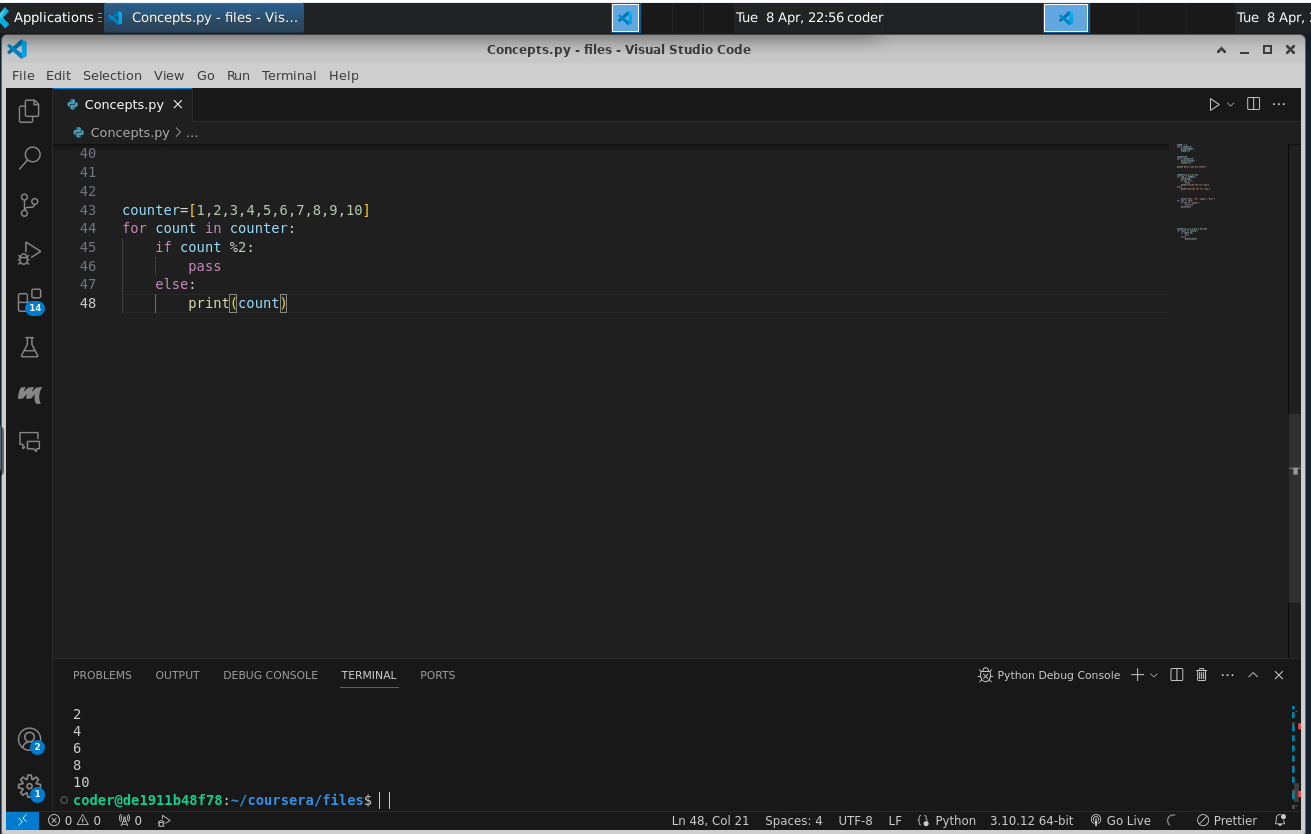 Applications Concepts.py - files - Vis... Tue 8 Apr, 22:56 coder Tue 8 Apr,
Concepts.py - files - Visual Studio Code
File Edit Selection View Go Run Terminal Help
Concepts.py
Concepts.py > ...
40
41
42
43 counter=[1,2,3,4,5,6,7,8,9,10]
44 for count in counter:
45 if count %2:
46 pass
47 else:
48 print(count)
14
PROBLEMS OUTPUT DEBUG CONSOLE TERMINAL PORTS Python Debug Console
2
4
6
8
10
coder@de1911b48f78:~/coursera/files$
2
1
0 0 0 Ln 48, Col 21 Spaces: 4 UTF-8 LF Python 3.10.12 64-bit Go Live Prettier